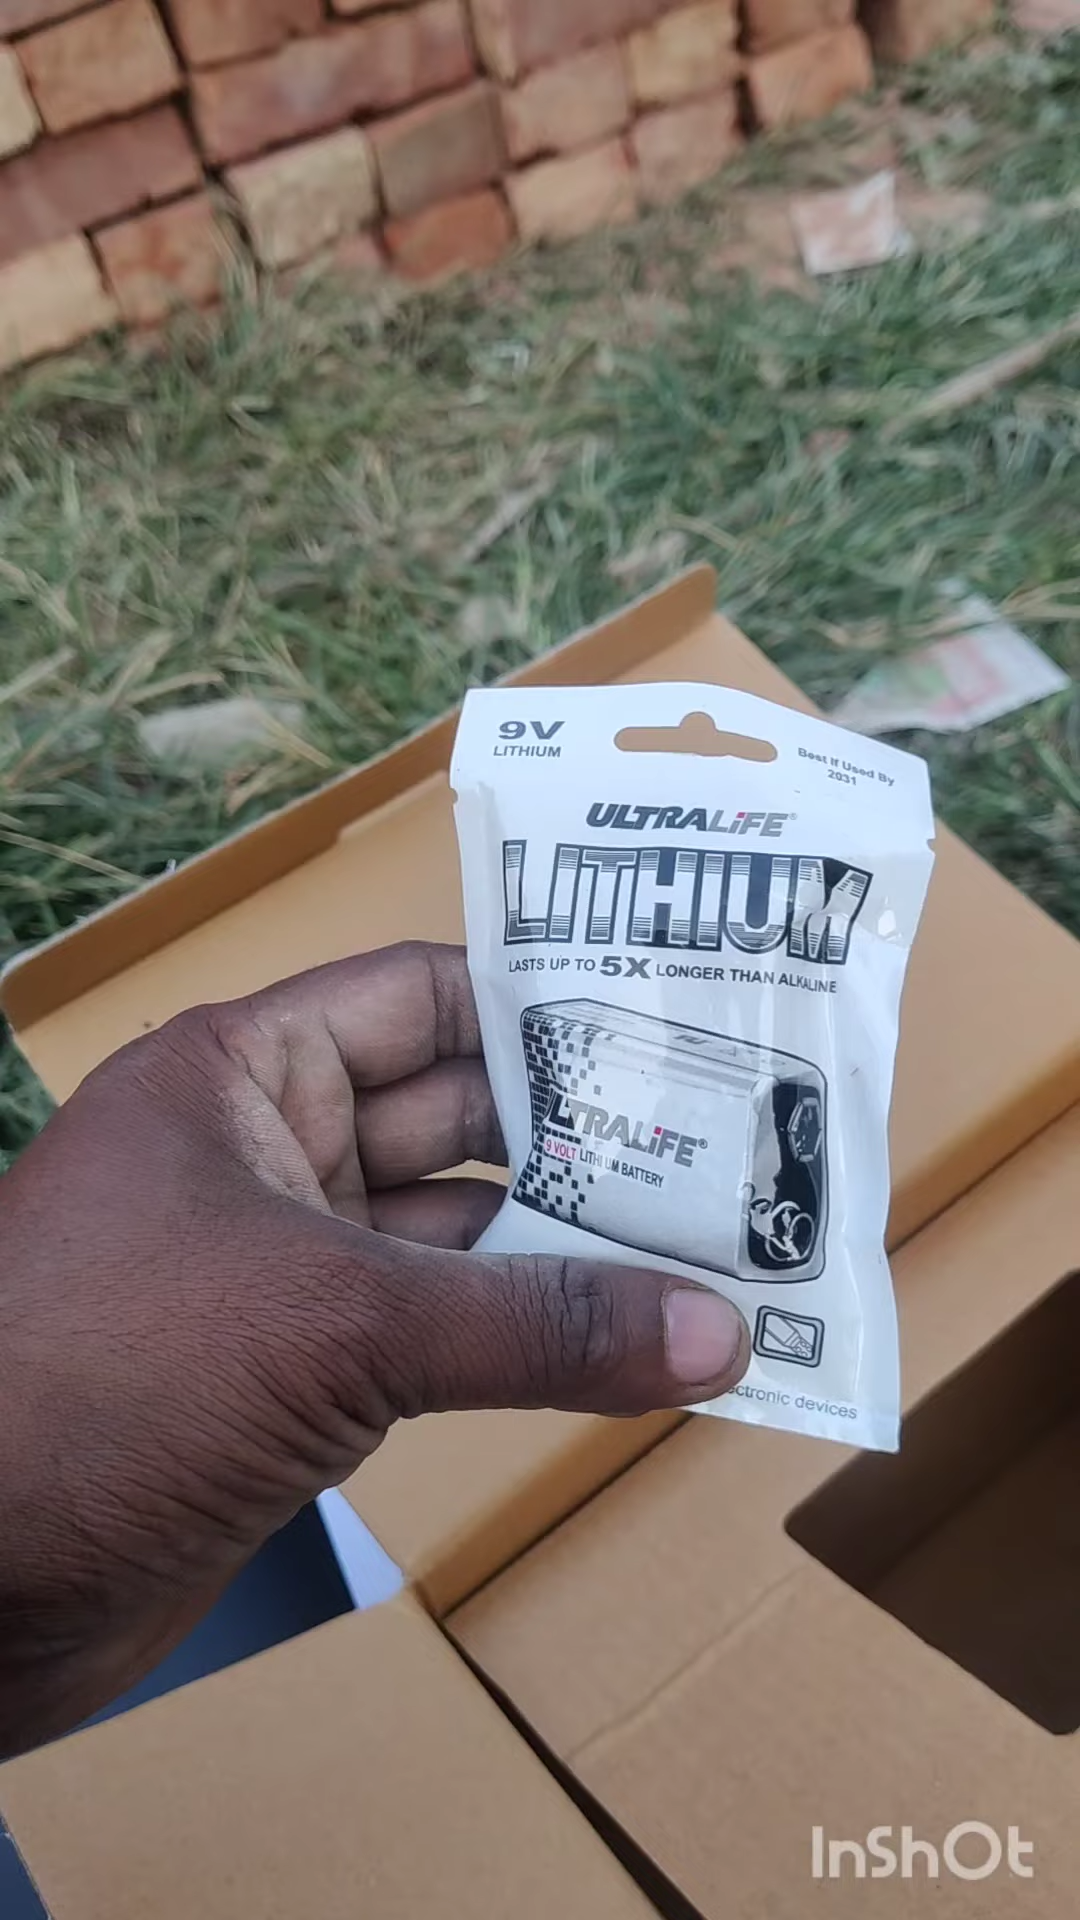 9V
LITHIUM
Best If Used By
2031
ULTRALiFE®
LITHIUM
LASTS UP TO 5X LONGER THAN ALKALINE
ULTRALiFE®
9 VOLT LITHIUM BATTERY
devices
InShOt